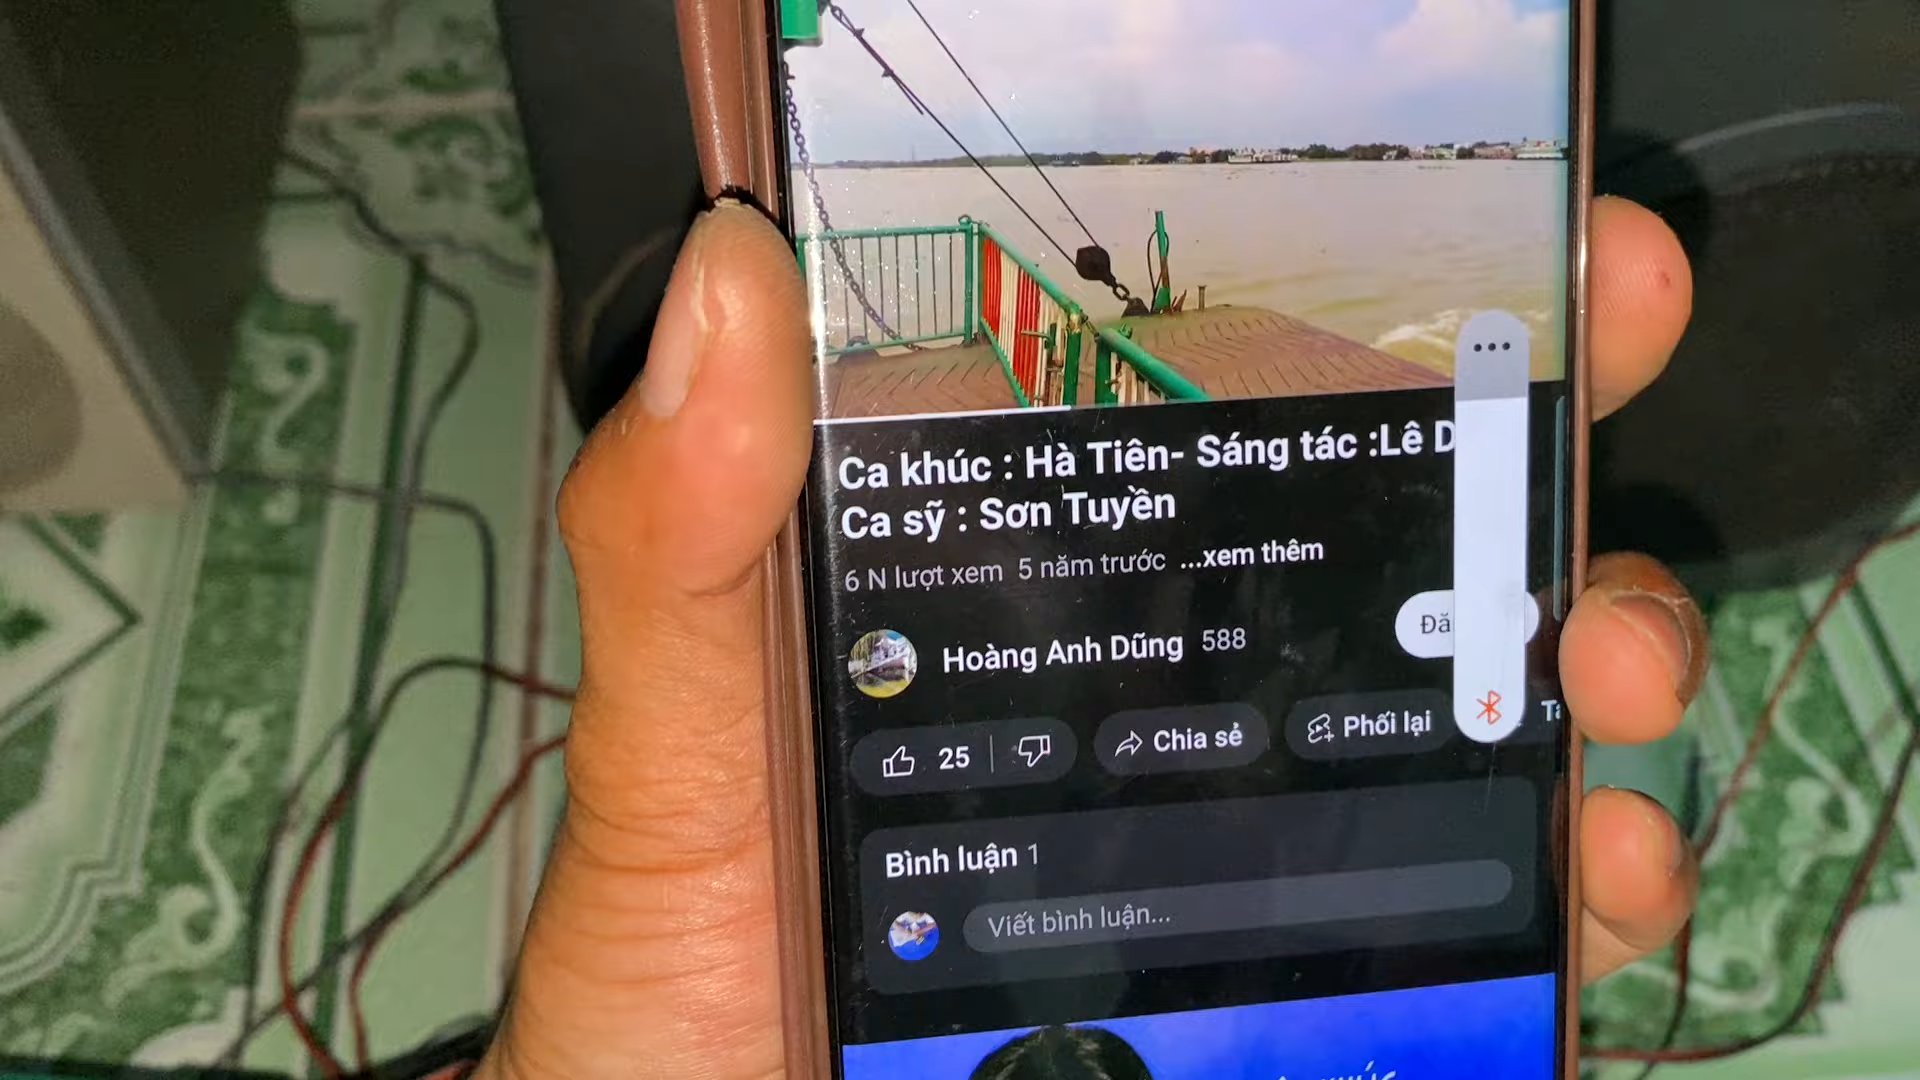 Ca khúc : Hà Tiên- Sáng tác :Lê D
Ca sỹ : Sơn Tuyền
6 N lượt xem 5 năm trước ...xem thêm
Hoàng Anh Dũng 588
Đã
25
Chia sẻ
Phối lại
Bình luận 1
Viết bình luận...